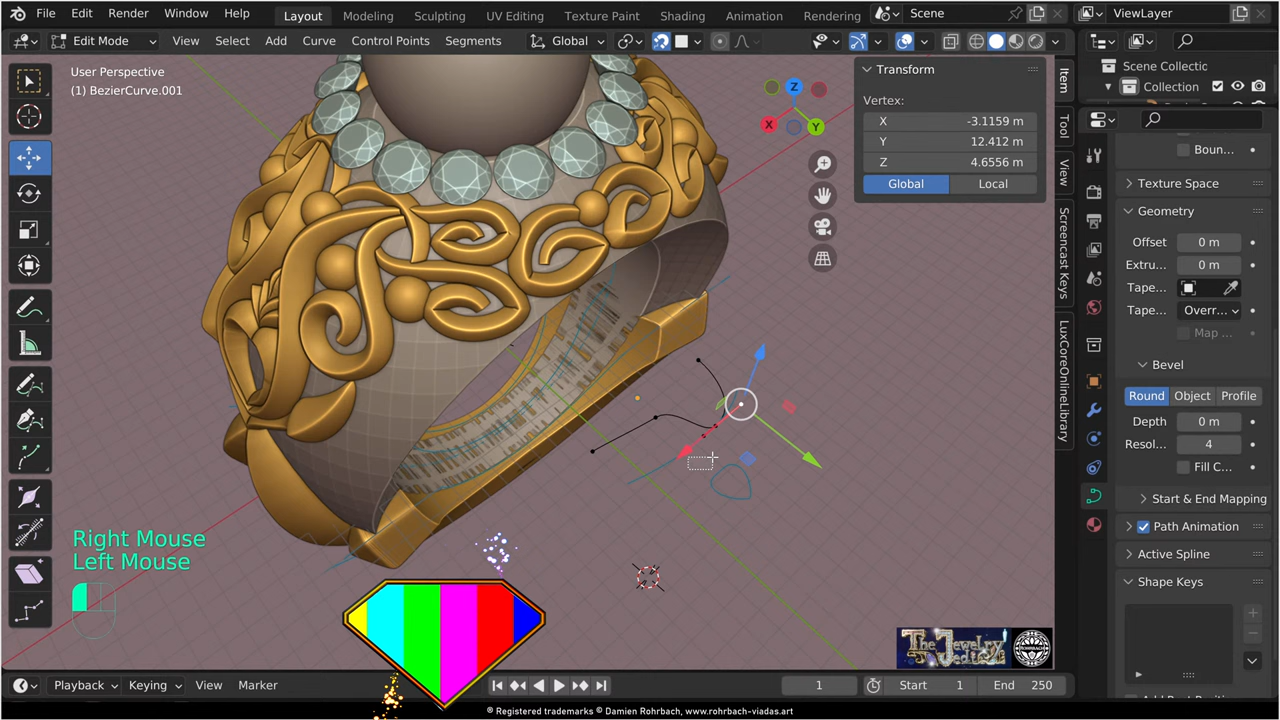 File Edit Render Window Help Layout Modeling Sculpting UV Editing Texture Paint Shading Animation Rendering Scene ViewLayer
Edit Mode View Select Add Curve Control Points Segments Global
User Perspective
(1) BezierCurve.001
Z
X
Y
Transform
Vertex:
X -3.1159 m
Y 12.412 m
Z 4.6556 m
Global Local
Item
Tool
View
Screencast Keys
LuxCoreOnlineLibrary
Scene Collectic
Collection
Boun...
Texture Space
Geometry
Offset 0 m
Extru... 0 m
Tape...
Tape... Overr...
Map ...
Bevel
Round Object Profile
Depth 0 m
Resol... 4
Fill C...
Start & End Mapping
Path Animation
Active Spline
Shape Keys
Right Mouse
Left Mouse
The Jewelry
ROHRBACH
Playback Keying View Marker 1 Start 1 End 250
® Registered trademarks © Damien Rohrbach, www.rohrbach-viadas.art